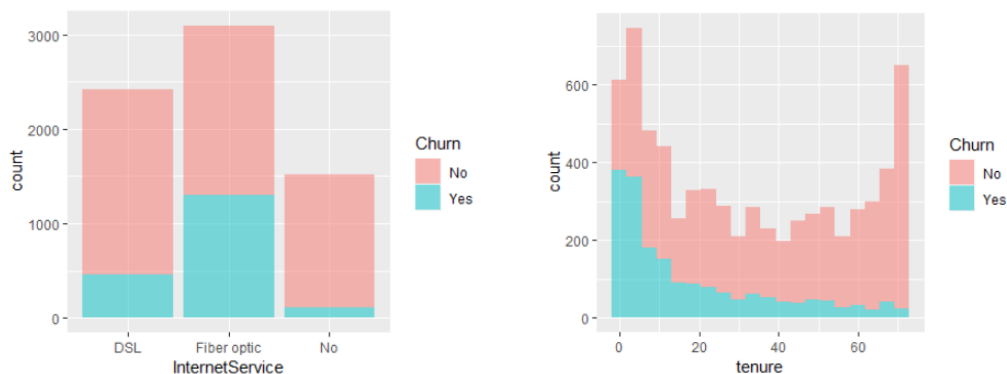 3000
2000
1000
0
count
DSL
Fiber optic
No
InternetService
Churn
No
Yes
600
400
200
0
count
0
20
40
60
tenure
Churn
No
Yes